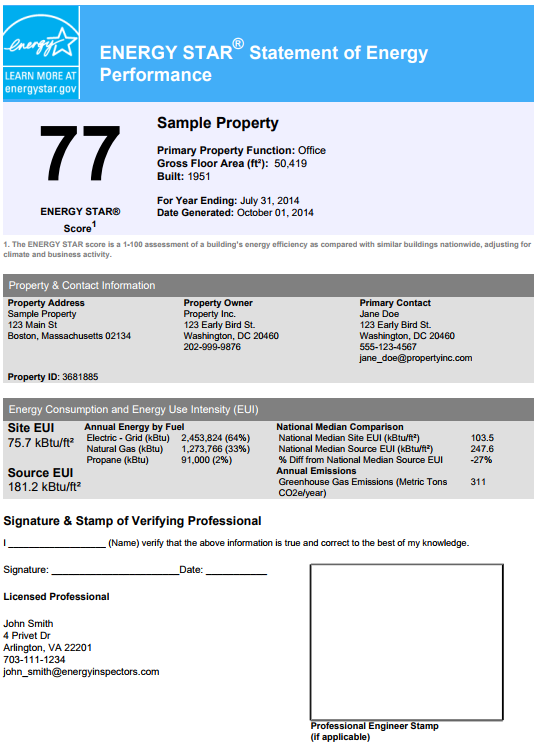 energy
LEARN MORE AT
energystar.gov
ENERGY STAR® Statement of Energy
Performance
77
ENERGY STAR®
Score1
Sample Property
Primary Property Function: Office
Gross Floor Area (ft²): 50,419
Built: 1951
For Year Ending: July 31, 2014
Date Generated: October 01, 2014
1. The ENERGY STAR score is a 1-100 assessment of a building's energy efficiency as compared with similar buildings nationwide, adjusting for
climate and business activity.
Property & Contact Information
Property Address
Sample Property
123 Main St
Boston, Massachusetts 02134
Property Owner
Property Inc.
123 Early Bird St.
Washington, DC 20460
202-999-9876
Primary Contact
Jane Doe
123 Early Bird St.
Washington, DC 20460
555-123-4567
jane_doe@propertyinc.com
Property ID: 3681885
Energy Consumption and Energy Use Intensity (EUI)
Site EUI
75.7 kBtu/ft²
Source EUI
181.2 kBtu/ft²
Annual Energy by Fuel
Electric - Grid (kBtu) 2,453,824 (64%)
Natural Gas (kBtu) 1,273,766 (33%)
Propane (kBtu) 91,000 (2%)
National Median Comparison
National Median Site EUI (kBtu/ft²) 103.5
National Median Source EUI (kBtu/ft²) 247.6
% Diff from National Median Source EUI -27%
Annual Emissions
Greenhouse Gas Emissions (Metric Tons 311
CO2e/year)
Signature & Stamp of Verifying Professional
I __________________ (Name) verify that the above information is true and correct to the best of my knowledge.
Signature: _______________________Date: ___________
Licensed Professional
John Smith
4 Privet Dr
Arlington, VA 22201
703-111-1234
john_smith@energyinspectors.com
Professional Engineer Stamp
(if applicable)